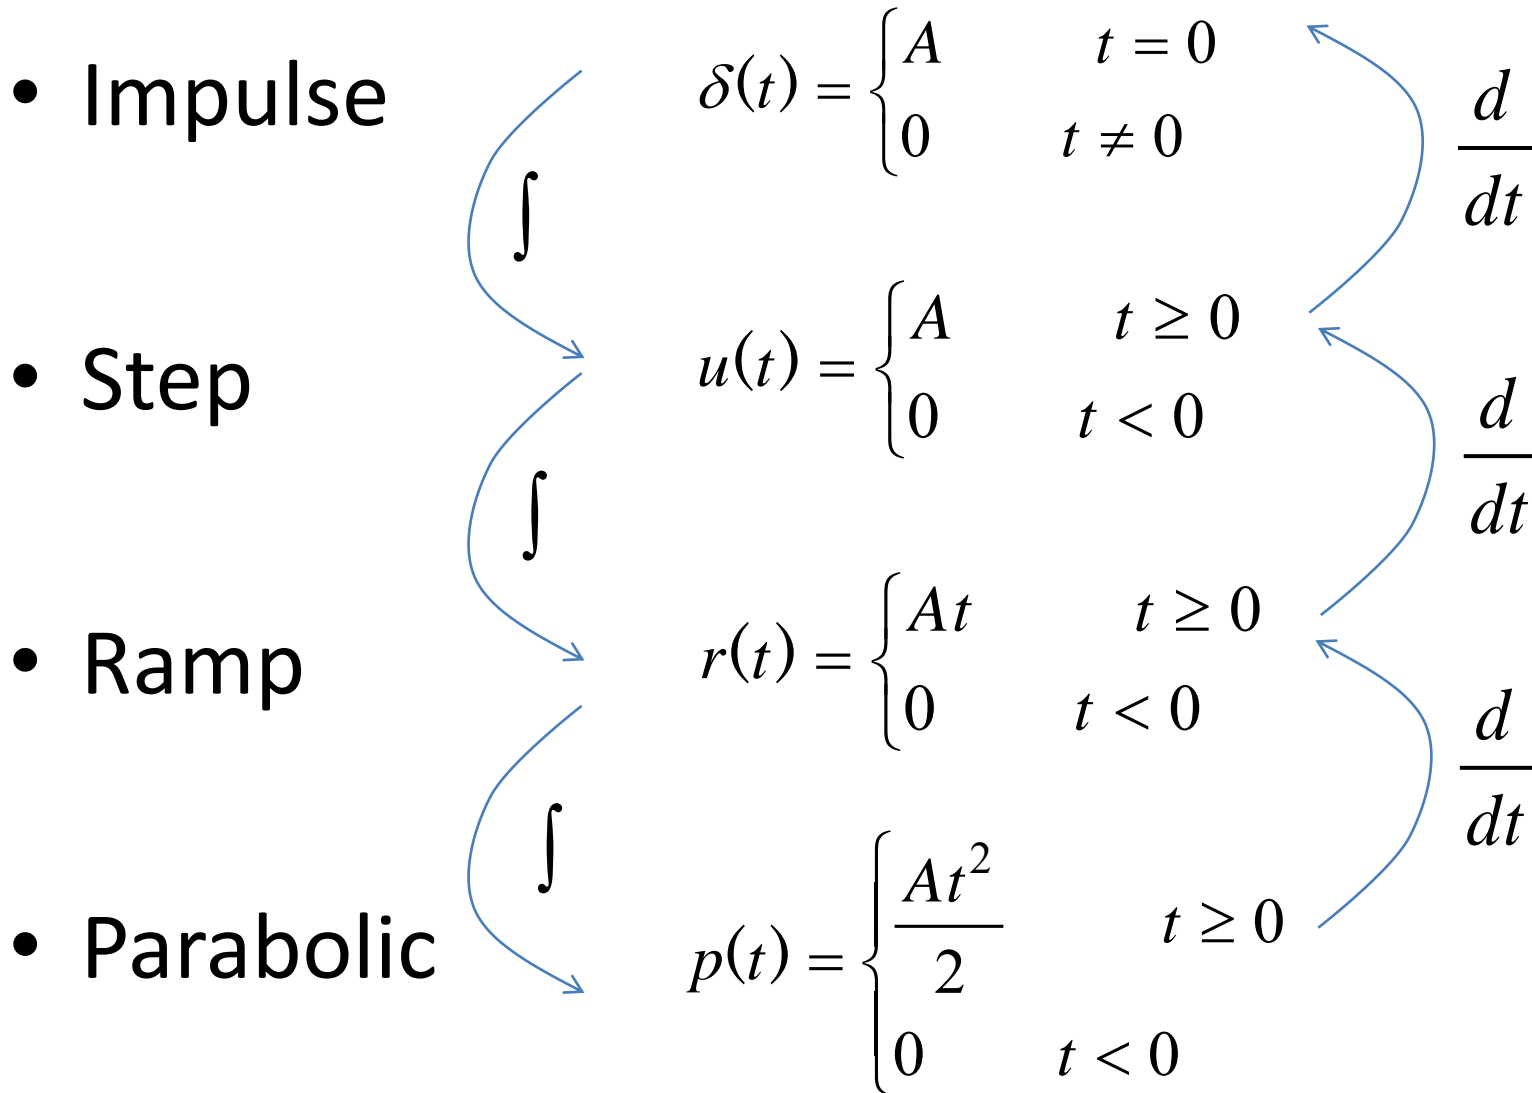 • Impulse
δ(t) = { A t = 0
0 t ≠ 0
d/dt
∫
• Step
u(t) = { A t ≥ 0
0 t < 0
d/dt
∫
• Ramp
r(t) = { At t ≥ 0
0 t < 0
d/dt
∫
• Parabolic
p(t) = { At²/2 t ≥ 0
0 t < 0